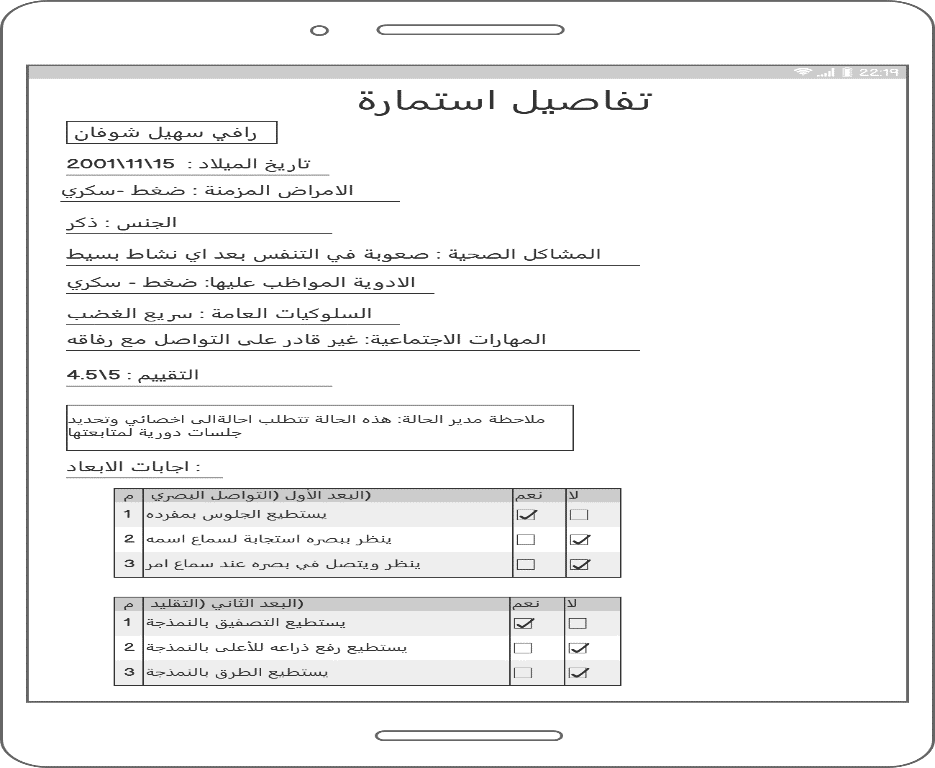 22:19
تفاصيل استمارة
رافي سهيل شوفان
تاريخ الميلاد : 15\11\2001
الامراض المزمنة : ضغط -سكري
الجنس : ذكر
المشاكل الصحية : صعوبة في التنفس بعد اي نشاط بسيط
الادوية المواظب عليها: ضغط - سكري
السلوكيات العامة : سريع الغضب
المهارات الاجتماعية: غير قادر على التواصل مع رفاقه
التقييم : 5\4.5
ملاحظة مدير الحالة: هذه الحالة تتطلب احالةالى اخصائي وتحديد
جلسات دورية لمتابعتها
اجابات الابعاد :
م البعد الأول (التواصل البصري) نعم لا
1 يستطيع الجلوس بمفرده
2 ينظر ببصره استجابة لسماع اسمه
3 ينظر ويتصل في بصره عند سماع امر
م البعد الثاني (التقليد) نعم لا
1 يستطيع التصفيق بالنمذجة
2 يستطيع رفع ذراعه للأعلى بالنمذجة
3 يستطيع الطرق بالنمذجة